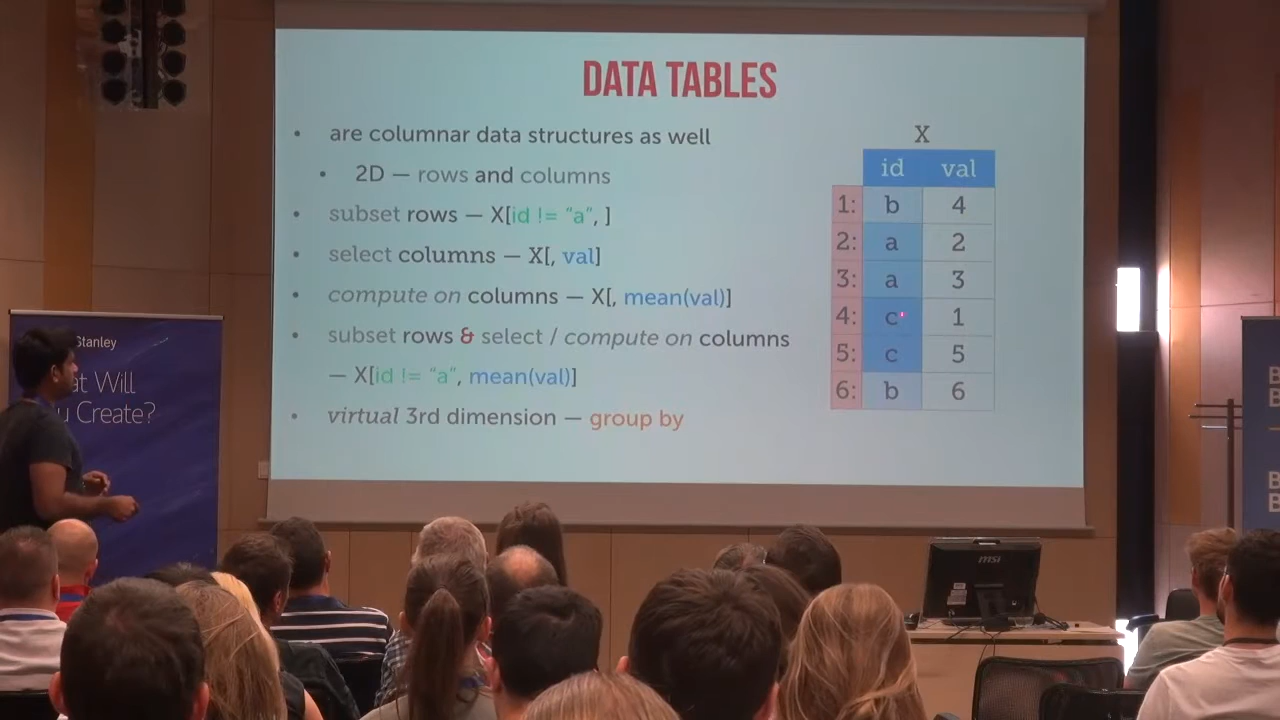 DATA TABLES
• are columnar data structures as well
• 2D — rows and columns
• subset rows — X[id != “a”, ]
• select columns — X[, val]
• compute on columns — X[, mean(val)]
• subset rows & select / compute on columns
— X[id != “a”, mean(val)]
• virtual 3rd dimension — group by
X
id val
1: b 4
2: a 2
3: a 3
4: c 1
5: c 5
6: b 6
Stanley
Will
Create?
msi